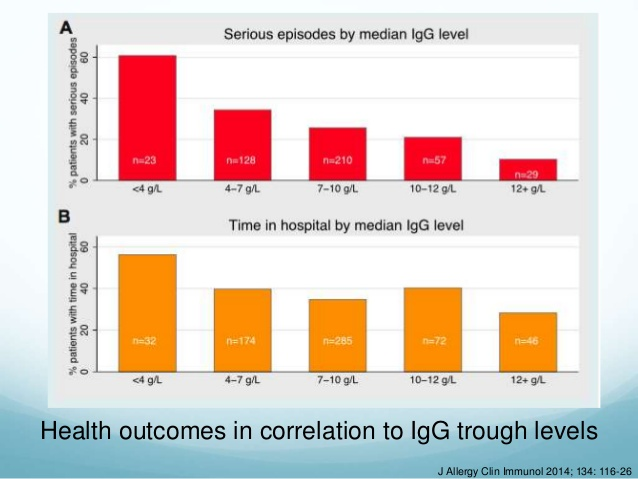 A
Serious episodes by median IgG level
% patients with serious episodes
60
40
20
0
n=23
n=128
n=210
n=57
n=29
<4 g/L
4–7 g/L
7–10 g/L
10–12 g/L
12+ g/L
B
Time in hospital by median IgG level
% patients with time in hospital
60
40
20
0
n=32
n=174
n=285
n=72
n=46
<4 g/L
4–7 g/L
7–10 g/L
10–12 g/L
12+ g/L
Health outcomes in correlation to IgG trough levels
J Allergy Clin Immunol 2014; 134: 116-26